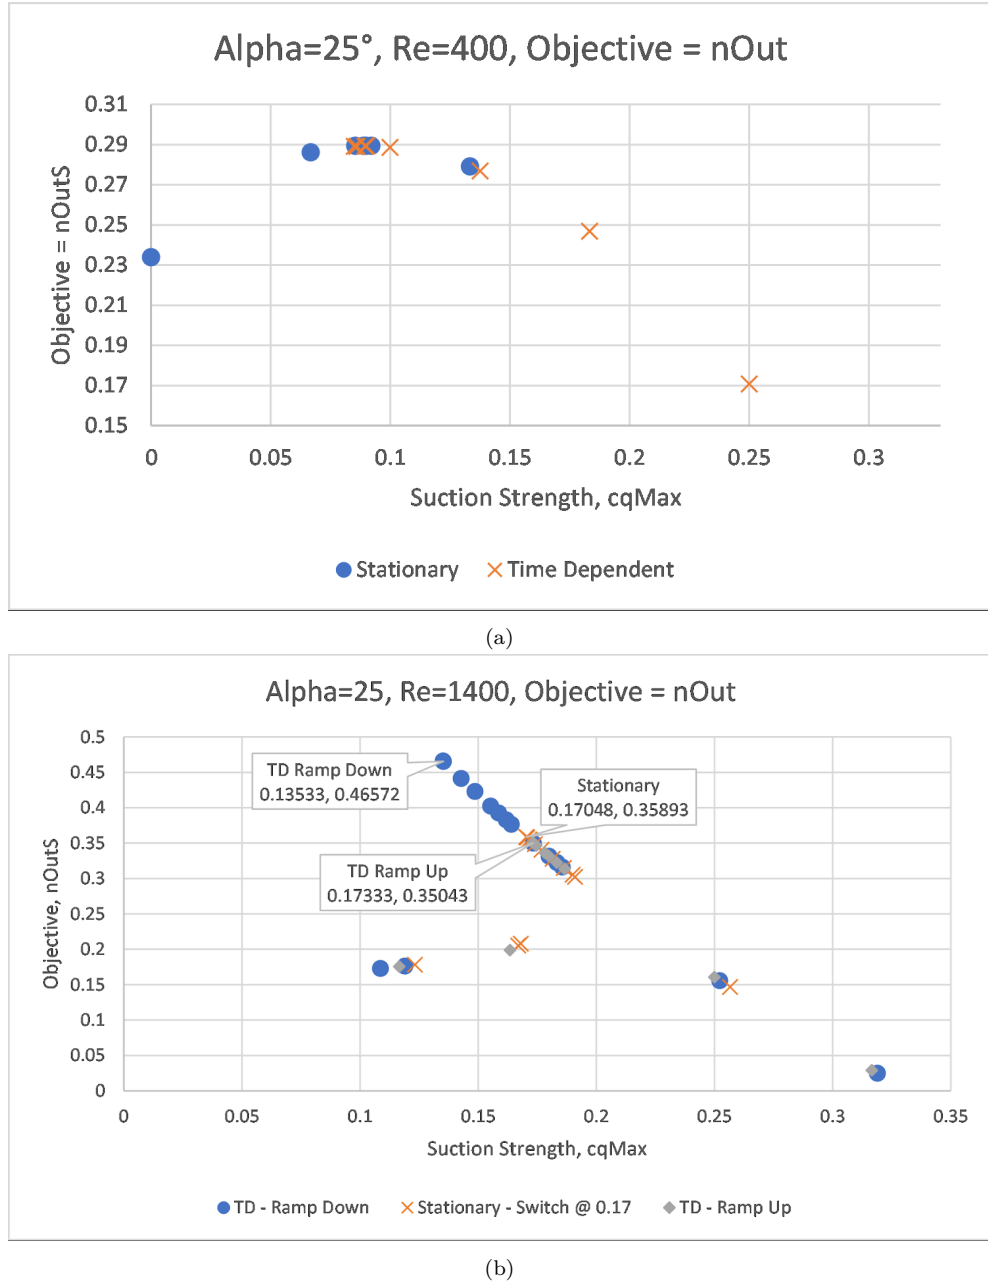 Alpha=25°, Re=400, Objective = nOut
0.31
0.29
0.27
0.25
0.23
0.21
0.19
0.17
0.15
Objective = nOutS
0 0.05 0.1 0.15 0.2 0.25 0.3
Suction Strength, cqMax
Stationary Time Dependent
(a)
Alpha=25, Re=1400, Objective = nOut
0.5
0.45
0.4
0.35
0.3
0.25
0.2
0.15
0.1
0.05
0
Objective, nOutS
TD Ramp Down
0.13533, 0.46572
Stationary
0.17048, 0.35893
TD Ramp Up
0.17333, 0.35043
0 0.05 0.1 0.15 0.2 0.25 0.3 0.35
Suction Strength, cqMax
TD - Ramp Down Stationary - Switch @ 0.17 TD - Ramp Up
(b)